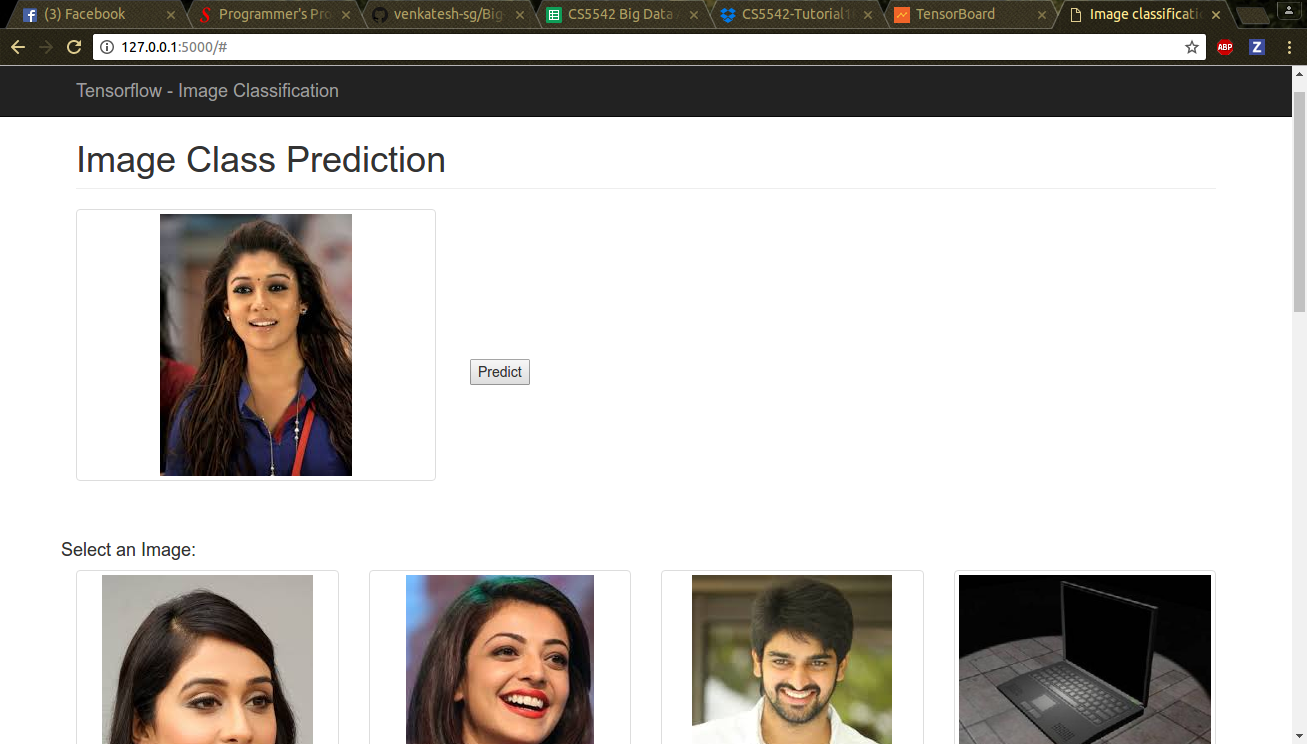 (3) Facebook
Programmer's Pro
venkatesh-sg/Big
CS5542 Big Data
CS5542-Tutorial1
TensorBoard
Image classificati
127.0.0.1:5000/#
ABP
Z
Tensorflow - Image Classification
Image Class Prediction
Predict
Select an Image: